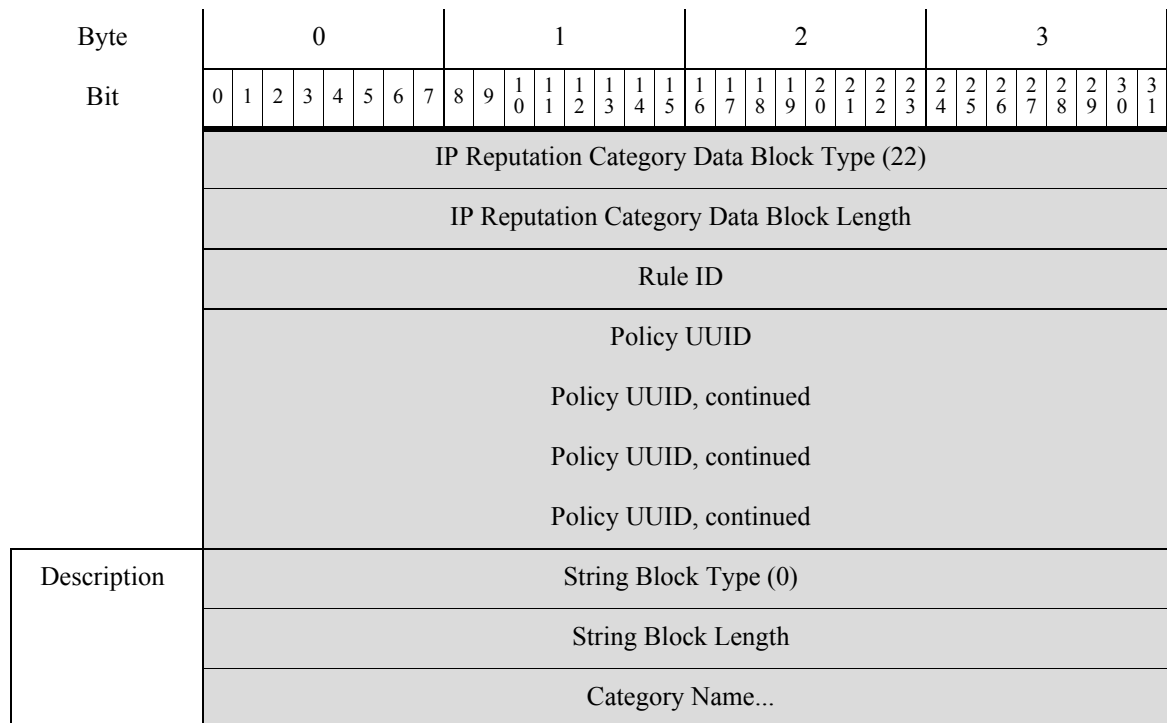 Byte 0 1 2 3
Bit 0 1 2 3 4 5 6 7 8 9 10 11 12 13 14 15 16 17 18 19 20 21 22 23 24 25 26 27 28 29 30 31
IP Reputation Category Data Block Type (22)
IP Reputation Category Data Block Length
Rule ID
Policy UUID
Policy UUID, continued
Policy UUID, continued
Policy UUID, continued
Description String Block Type (0)
String Block Length
Category Name...